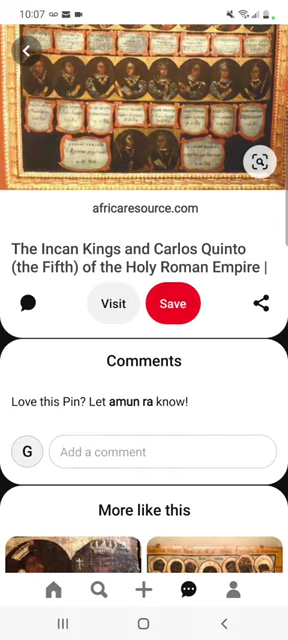 10:07
africaresource.com
The Incan Kings and Carlos Quinto
(the Fifth) of the Holy Roman Empire |
Visit
Save
Comments
Love this Pin? Let amun ra know!
G
Add a comment
More like this